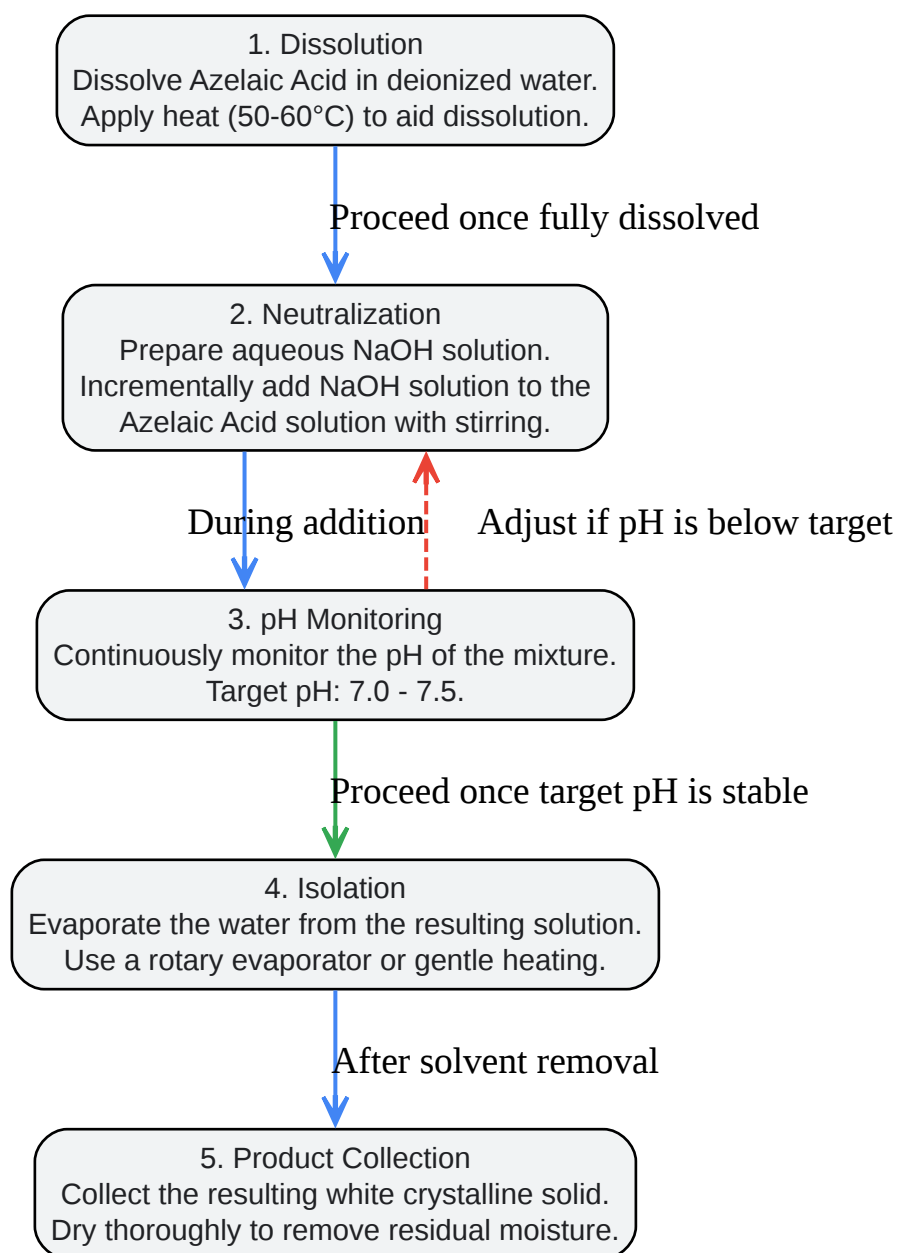 1. Dissolution
Dissolve Azelaic Acid in deionized water.
Apply heat (50-60°C) to aid dissolution.
Proceed once fully dissolved
2. Neutralization
Prepare aqueous NaOH solution.
Incrementally add NaOH solution to the
Azelaic Acid solution with stirring.
During addition
Adjust if pH is below target
3. pH Monitoring
Continuously monitor the pH of the mixture.
Target pH: 7.0 - 7.5.
Proceed once target pH is stable
4. Isolation
Evaporate the water from the resulting solution.
Use a rotary evaporator or gentle heating.
After solvent removal
5. Product Collection
Collect the resulting white crystalline solid.
Dry thoroughly to remove residual moisture.